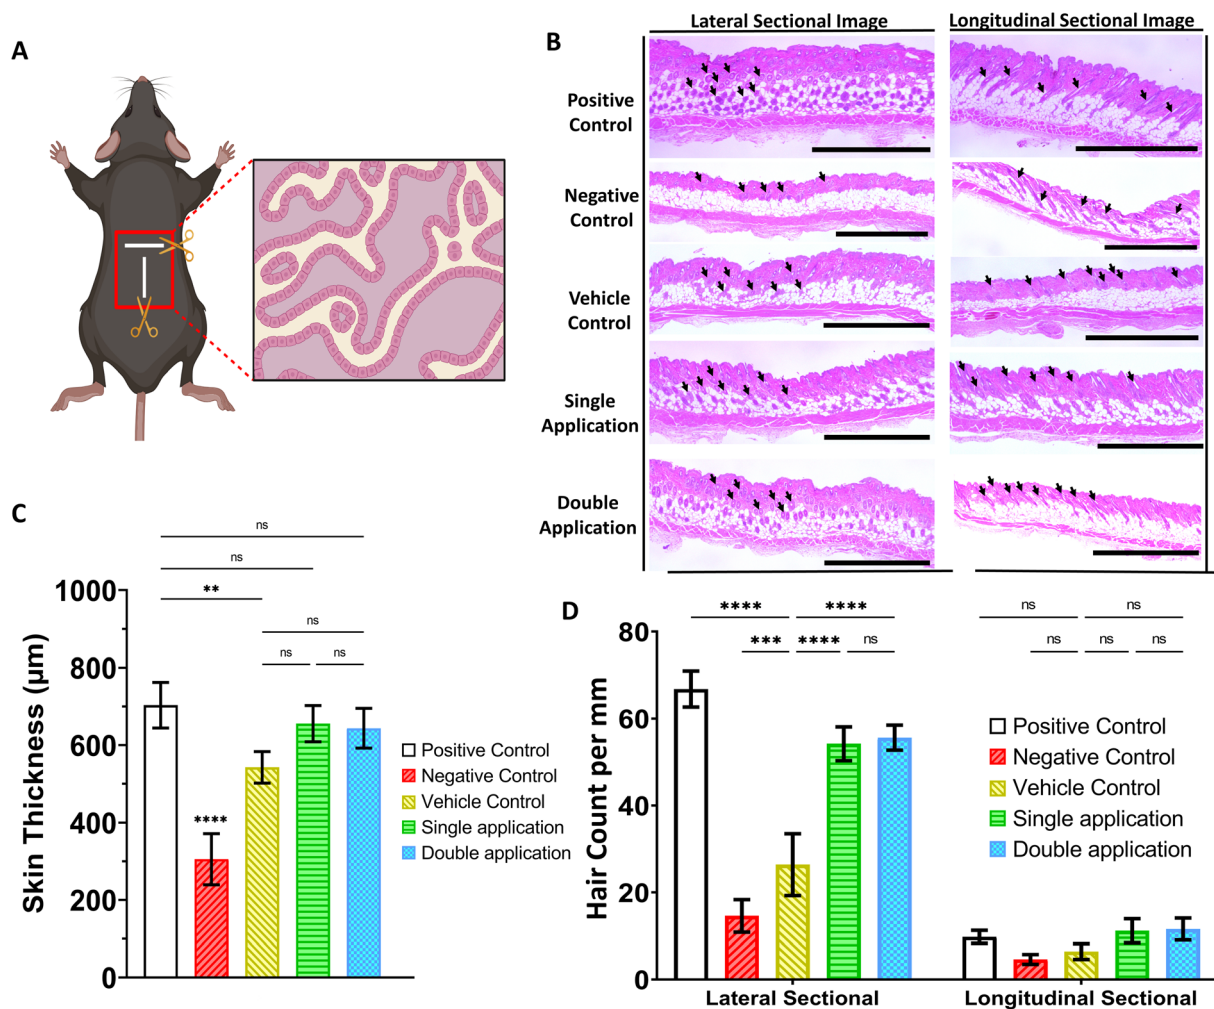 A
B
Lateral Sectional Image
Longitudinal Sectional Image
Positive
Control
Negative
Control
Vehicle
Control
Single
Application
Double
Application
C
ns
ns
**
ns
ns
ns
****
Skin Thickness (μm)
1000
800
600
400
200
0
Positive Control
Negative Control
Vehicle Control
Single application
Double application
D
****
****
***
****
ns
ns
ns
ns
ns
ns
Hair Count per mm
80
60
40
20
0
Positive Control
Negative Control
Vehicle Control
Single application
Double application
Lateral Sectional
Longitudinal Sectional